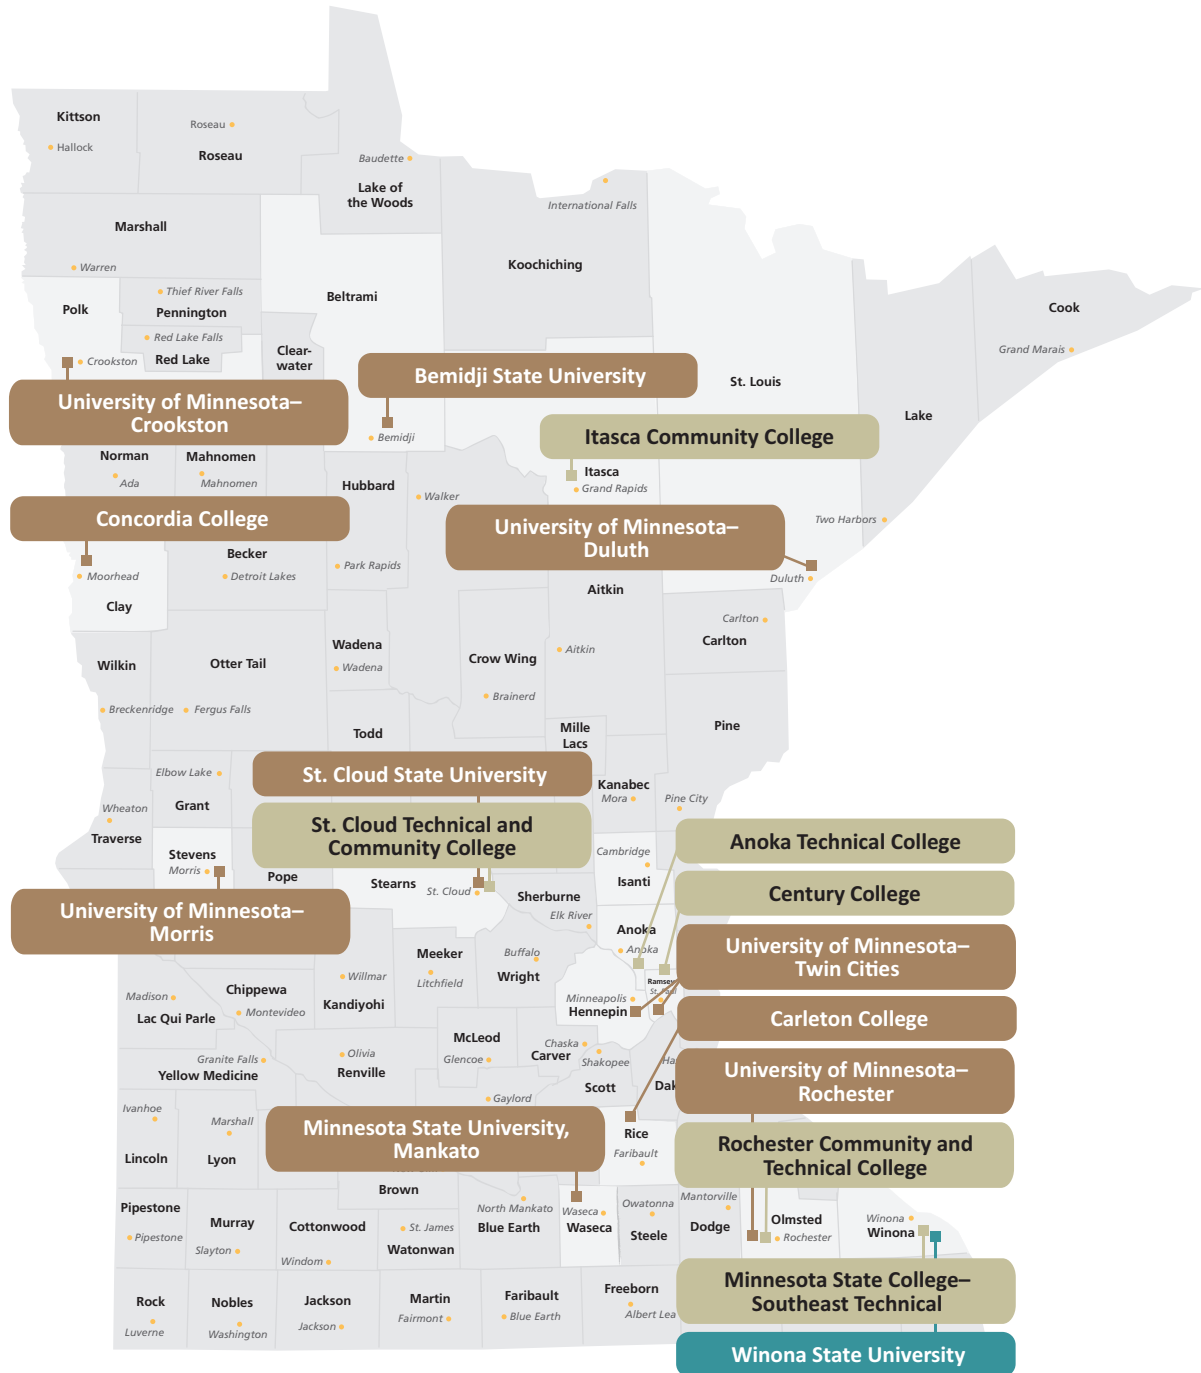 Kittson
Hallock
Roseau
Roseau
Baudette
Lake of
the Woods
International Falls
Koochiching
Marshall
Warren
Polk
Thief River Falls
Pennington
Red Lake Falls
Red Lake
Clear-
water
Beltrami
Crookston
University of Minnesota–
Crookston
Bemidji State University
Bemidji
St. Louis
Lake
Cook
Grand Marais
Itasca Community College
Itasca
Grand Rapids
Norman
Ada
Mahnomen
Mahnomen
Hubbard
Walker
Two Harbors
Concordia College
University of Minnesota–
Duluth
Duluth
Moorhead
Clay
Becker
Detroit Lakes
Park Rapids
Aitkin
Aitkin
Carlton
Carlton
Wilkin
Otter Tail
Wadena
Wadena
Crow Wing
Brainerd
Breckenridge
Fergus Falls
Todd
Mille
Lacs
Pine
Elbow Lake
Grant
Wheaton
Traverse
St. Cloud State University
Kanabec
Mora
Pine City
St. Cloud Technical and
Community College
Anoka Technical College
Stevens
Morris
Pope
Stearns
St. Cloud
Sherburne
Elk River
Cambridge
Isanti
Century College
University of Minnesota–
Morris
Anoka
Anoka
University of Minnesota–
Twin Cities
Meeker
Litchfield
Buffalo
Wright
Willmar
Kandiyohi
Chippewa
Montevideo
Madison
Lac Qui Parle
Minneapolis
Hennepin
Carleton College
McLeod
Glencoe
Chaska
Carver
Shakopee
Scott
Granite Falls
Yellow Medicine
Olivia
Renville
University of Minnesota–
Rochester
Gaylord
Ivanhoe
Lincoln
Marshall
Lyon
Minnesota State University,
Mankato
Rice
Faribault
Rochester Community and
Technical College
Brown
Pipestone
Pipestone
Murray
Slayton
Cottonwood
Windom
St. James
Watonwan
North Mankato
Blue Earth
Waseca
Waseca
Owatonna
Steele
Mantorville
Dodge
Olmsted
Rochester
Winona
Winona
Rock
Luverne
Nobles
Washington
Jackson
Jackson
Martin
Fairmont
Faribault
Blue Earth
Freeborn
Albert Lea
Minnesota State College–
Southeast Technical
Winona State University